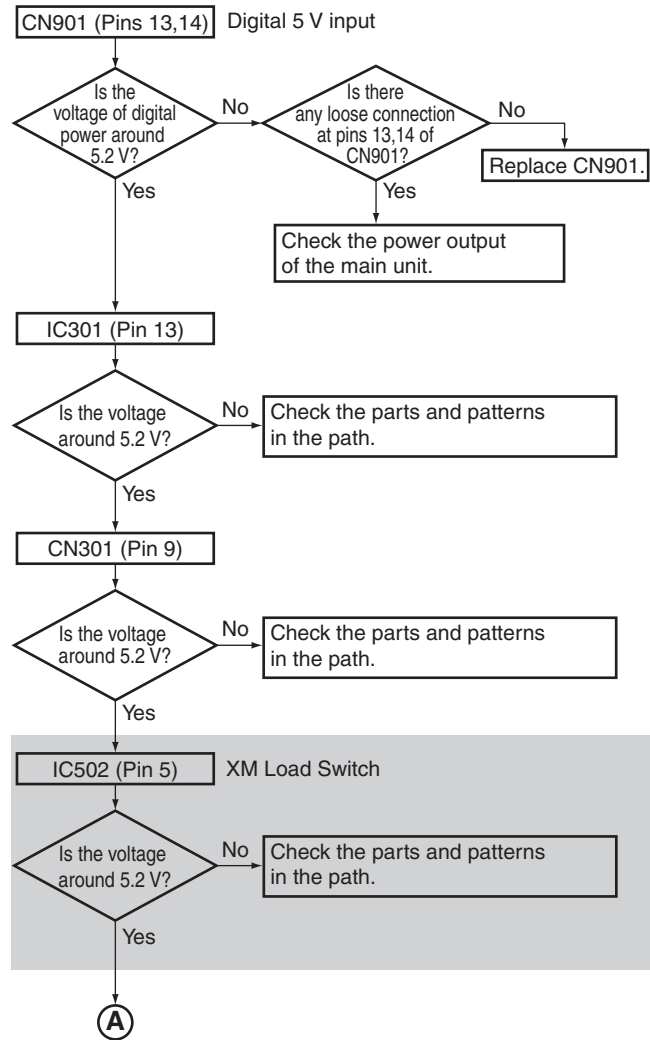 CN901 (Pins 13,14)
Digital 5 V input
Is the
voltage of digital
power around
5.2 V?
No
Is there
any loose connection
at pins 13,14 of
CN901?
No
Replace CN901.
Yes
Yes
Check the power output
of the main unit.
IC301 (Pin 13)
Is the voltage
around 5.2 V?
No
Check the parts and patterns
in the path.
Yes
CN301 (Pin 9)
Is the voltage
around 5.2 V?
No
Check the parts and patterns
in the path.
Yes
IC502 (Pin 5)
XM Load Switch
Is the voltage
around 5.2 V?
No
Check the parts and patterns
in the path.
Yes
A